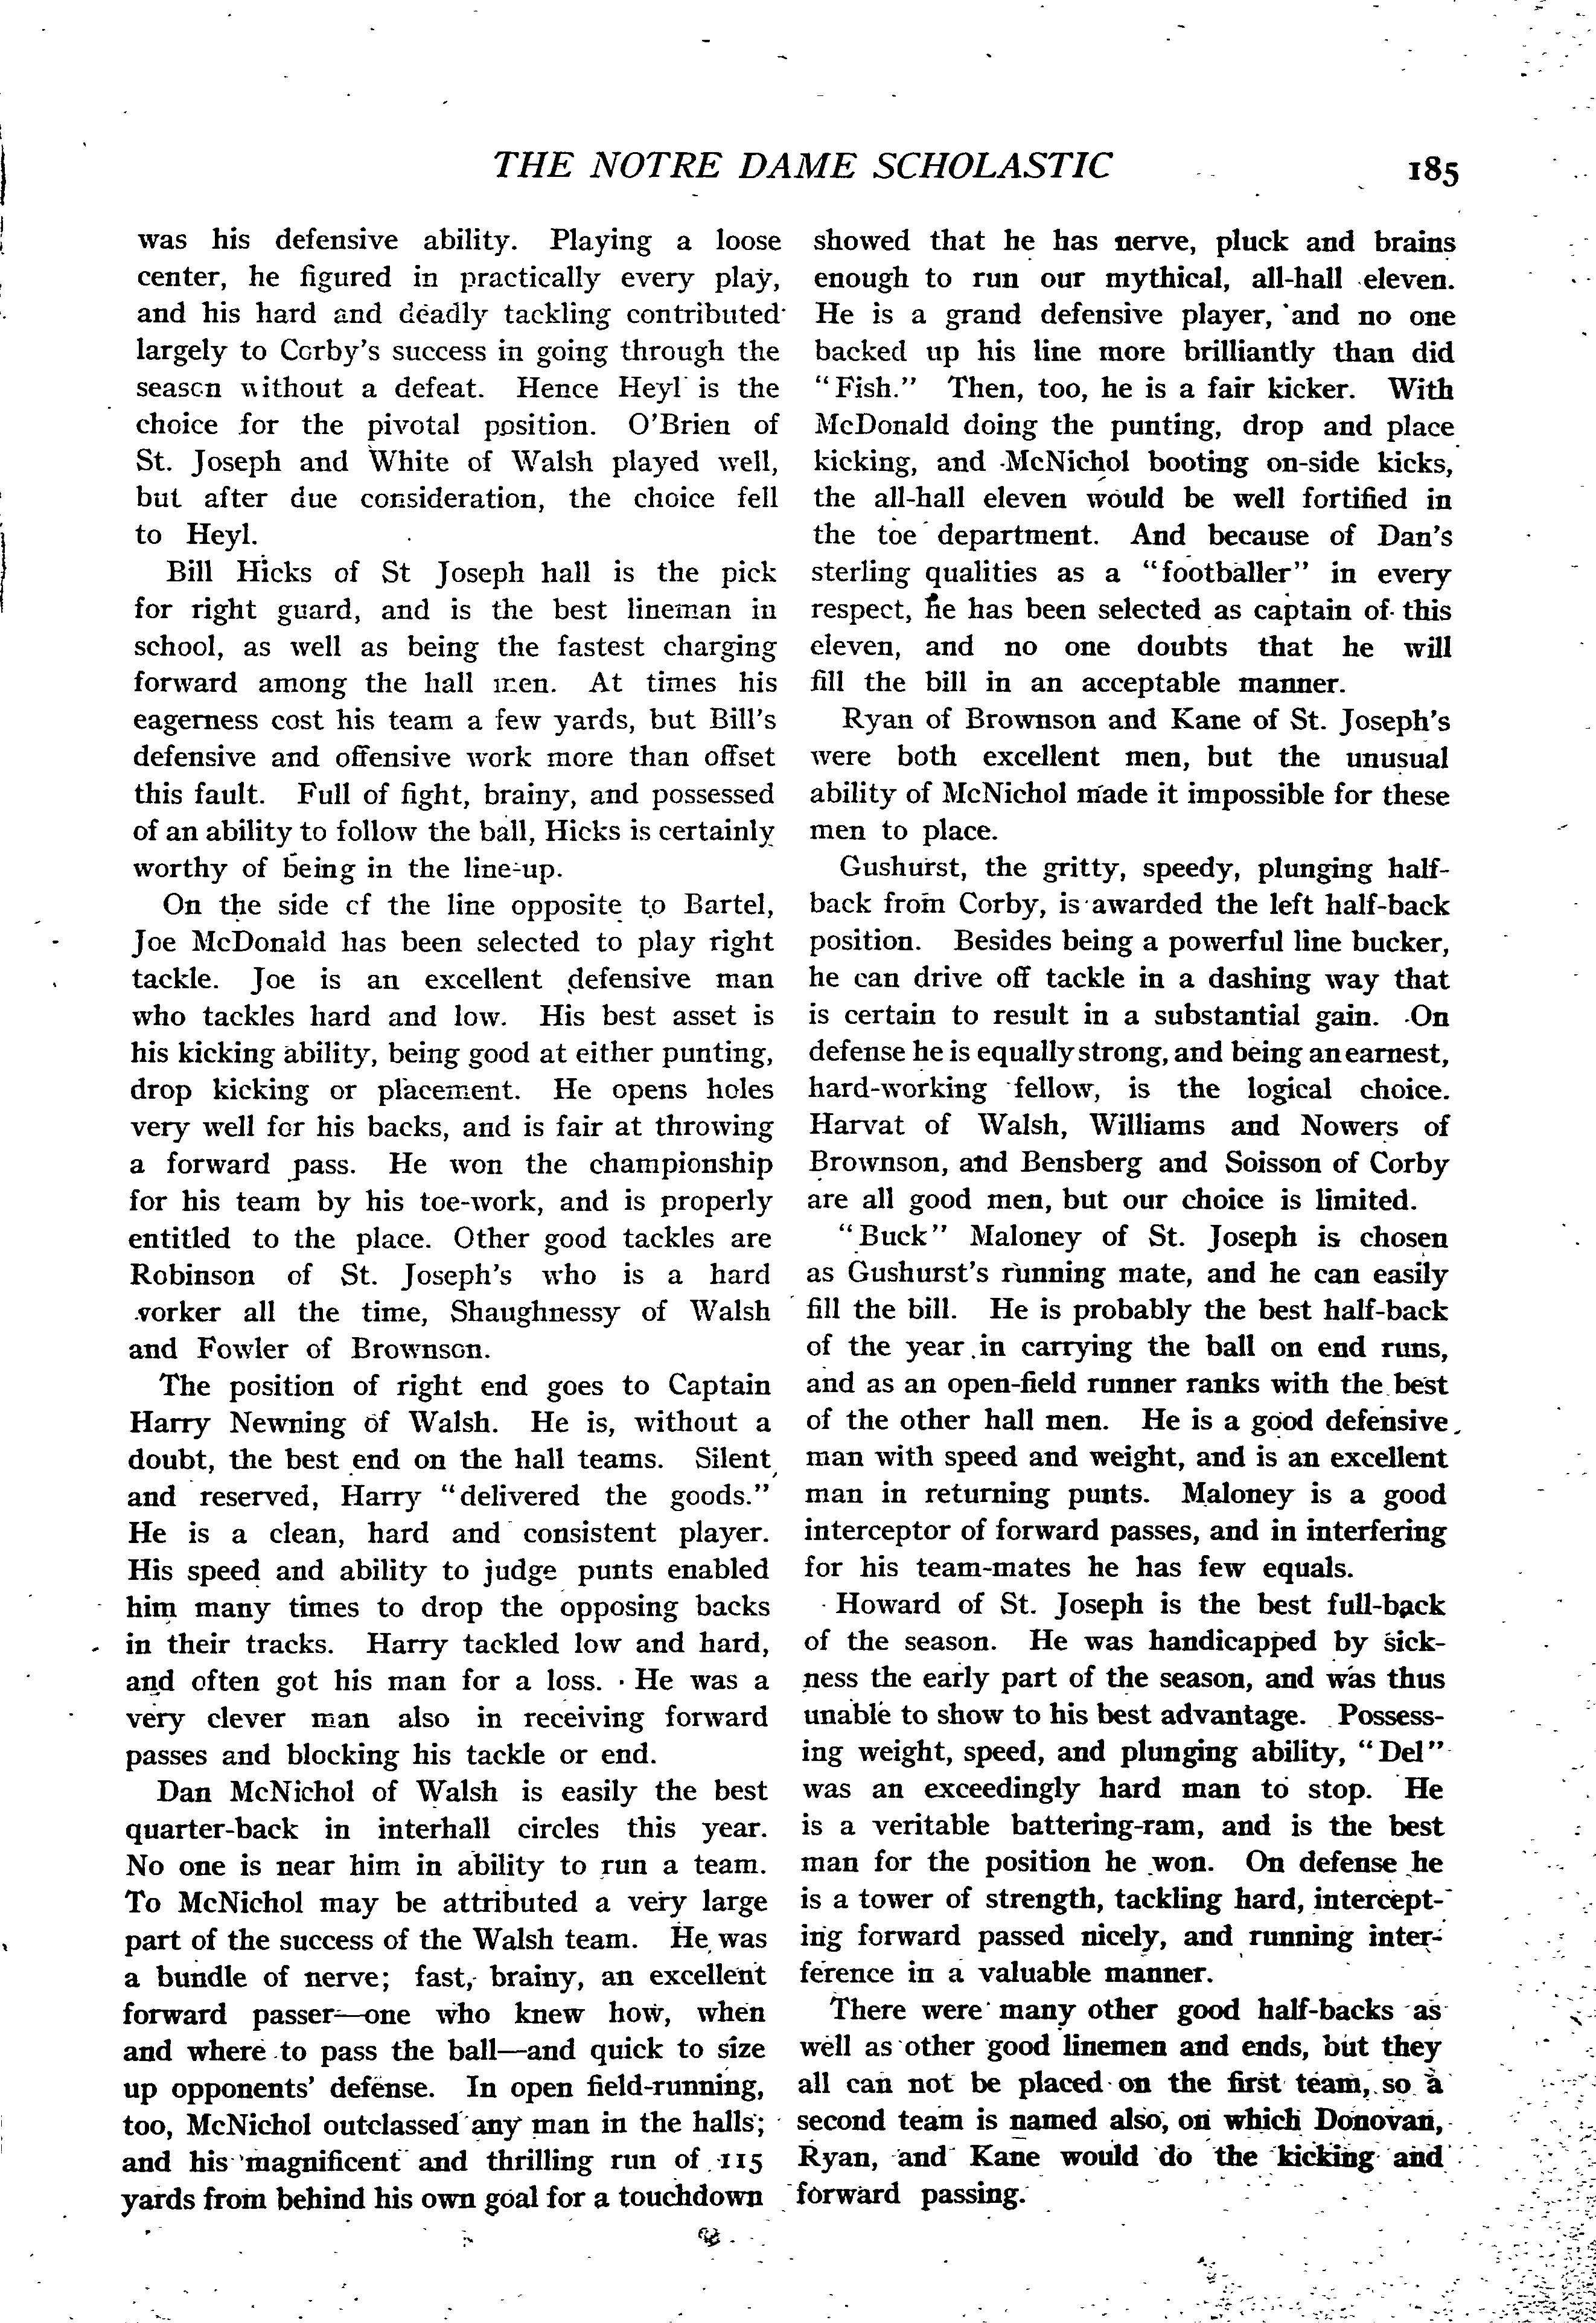 THE NOTRE DAME SCHOLASTIC 185
was his defensive ability. Playing a loose
center, he figured in practically every play,
and his hard and deadly tackling contributed
largely to Corby's success in going through the
season without a defeat. Hence Heyl is the
choice for the pivotal position. O'Brien of
St. Joseph and White of Walsh played well,
but after due consideration, the choice fell
to Heyl.
Bill Hicks of St Joseph hall is the pick
for right guard, and is the best lineman in
school, as well as being the fastest charging
forward among the hall men. At times his
eagerness cost his team a few yards, but Bill's
defensive and offensive work more than offset
this fault. Full of fight, brainy, and possessed
of an ability to follow the ball, Hicks is certainly
worthy of being in the line-up.
On the side of the line opposite to Bartel,
Joe McDonald has been selected to play right
tackle. Joe is an excellent defensive man
who tackles hard and low. His best asset is
his kicking ability, being good at either punting,
drop kicking or placement. He opens holes
very well for his backs, and is fair at throwing
a forward pass. He won the championship
for his team by his toe-work, and is properly
entitled to the place. Other good tackles are
Robinson of St. Joseph's who is a hard
worker all the time, Shaughnessy of Walsh
and Fowler of Brownson.
The position of right end goes to Captain
Harry Newning of Walsh. He is, without a
doubt, the best end on the hall teams. Silent
and reserved, Harry "delivered the goods."
He is a clean, hard and consistent player.
His speed and ability to judge punts enabled
him many times to drop the opposing backs
in their tracks. Harry tackled low and hard,
and often got his man for a loss. He was a
very clever man also in receiving forward
passes and blocking his tackle or end.
Dan McNichol of Walsh is easily the best
quarter-back in interhall circles this year.
No one is near him in ability to run a team.
To McNichol may be attributed a very large
part of the success of the Walsh team. He was
a bundle of nerve; fast, brainy, an excellent
forward passer—one who knew how, when
and where to pass the ball—and quick to size
up opponents' defense. In open field-running,
too, McNichol outclassed any man in the halls;
and his magnificent and thrilling run of 115
yards from behind his own goal for a touchdown
showed that he has nerve, pluck and brains
enough to run our mythical, all-hall eleven.
He is a grand defensive player, and no one
backed up his line more brilliantly than did
"Fish." Then, too, he is a fair kicker. With
McDonald doing the punting, drop and place
kicking, and McNichol booting on-side kicks,
the all-hall eleven would be well fortified in
the toe department. And because of Dan's
sterling qualities as a "footballer" in every
respect, he has been selected as captain of this
eleven, and no one doubts that he will
fill the bill in an acceptable manner.
Ryan of Brownson and Kane of St. Joseph's
were both excellent men, but the unusual
ability of McNichol made it impossible for these
men to place.
Gushurst, the gritty, speedy, plunging half-
back from Corby, is awarded the left half-back
position. Besides being a powerful line bucker,
he can drive off tackle in a dashing way that
is certain to result in a substantial gain. On
defense he is equally strong, and being an earnest,
hard-working fellow, is the logical choice.
Harvat of Walsh, Williams and Nowers of
Brownson, and Bensberg and Soisson of Corby
are all good men, but our choice is limited.
"Buck" Maloney of St. Joseph is chosen
as Gushurst's running mate, and he can easily
fill the bill. He is probably the best half-back
of the year in carrying the ball on end runs,
and as an open-field runner ranks with the best
of the other hall men. He is a good defensive
man with speed and weight, and is an excellent
man in returning punts. Maloney is a good
interceptor of forward passes, and in interfering
for his team-mates he has few equals.
Howard of St. Joseph is the best full-back
of the season. He was handicapped by sick-
ness the early part of the season, and was thus
unable to show to his best advantage. Possess-
ing weight, speed, and plunging ability, "Del"
was an exceedingly hard man to stop. He
is a veritable battering-ram, and is the best
man for the position he won. On defense he
is a tower of strength, tackling hard, intercept-
ing forward passed nicely, and running inter-
ference in a valuable manner.
There were many other good half-backs as
well as other good linemen and ends, but they
all can not be placed on the first team, so a
second team is named also, on which Donovan,
Ryan, and Kane would do the kicking and
forward passing.